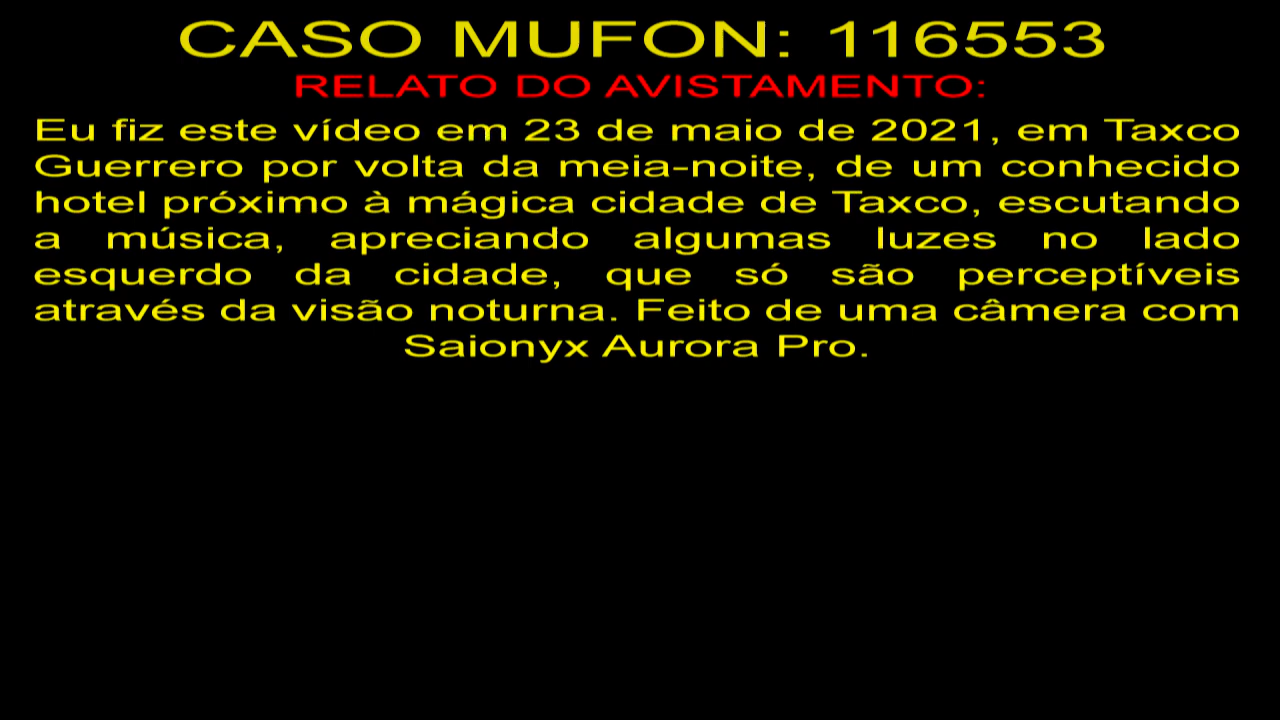 CASO MUFON: 116553
RELATO DO AVISTAMENTO:
Eu fiz este vídeo em 23 de maio de 2021, em Taxco
Guerrero por volta da meia-noite, de um conhecido
hotel próximo à mágica cidade de Taxco, escutando
a música, apreciando algumas luzes no lado
esquerdo da cidade, que só são perceptíveis
através da visão noturna. Feito de uma câmera com
Saionyx Aurora Pro.